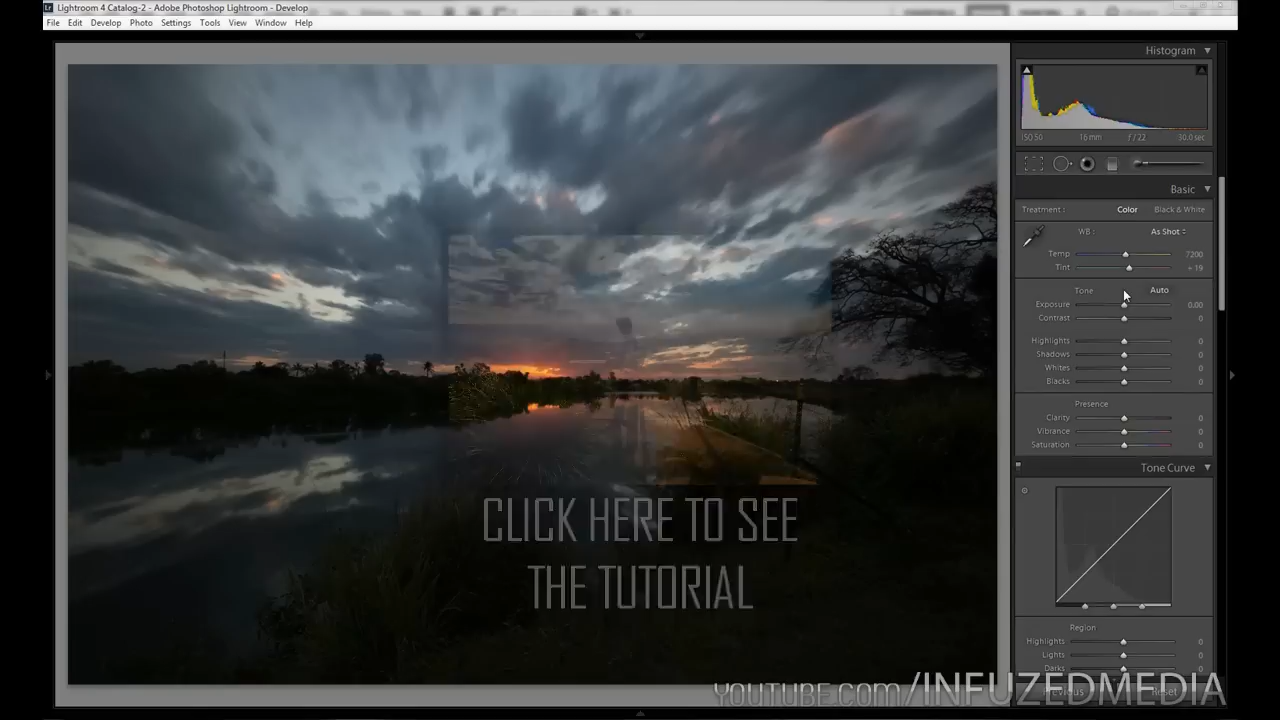 Lightroom 4 Catalog-2 - Adobe Photoshop Lightroom - Develop
File Edit Develop Photo Settings Tools View Window Help
Histogram
ISO 50 16 mm f / 22 30.0 sec
Basic
Treatment : Color Black & White
WB : As Shot
Temp 7200
Tint + 19
Tone Auto
Exposure 0.00
Contrast 0
Highlights 0
Shadows 0
Whites 0
Blacks 0
Presence
Clarity 0
Vibrance 0
Saturation 0
Tone Curve
CLICK HERE TO SEE
THE TUTORIAL
Region
Highlights 0
Lights 0
Darks 0
Previous Reset
YOUTUBE.COM/INFUZEDMEDIA